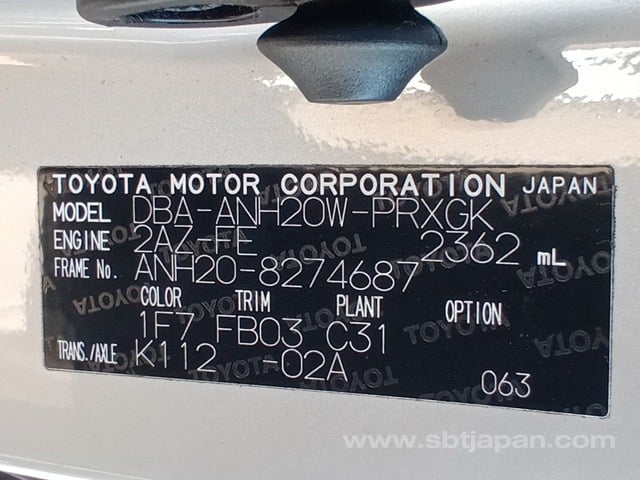 TOYOTA MOTOR CORPORATION JAPAN
MODEL DBA-ANH20W-PRXGK
ENGINE 2AZ-FE 2362 mL
FRAME No. ANH20-8274687
COLOR TRIM PLANT OPTION
1F7 FB03 C31
TRANS./AXLE K112 -02A
063
www.sbtjapan.com